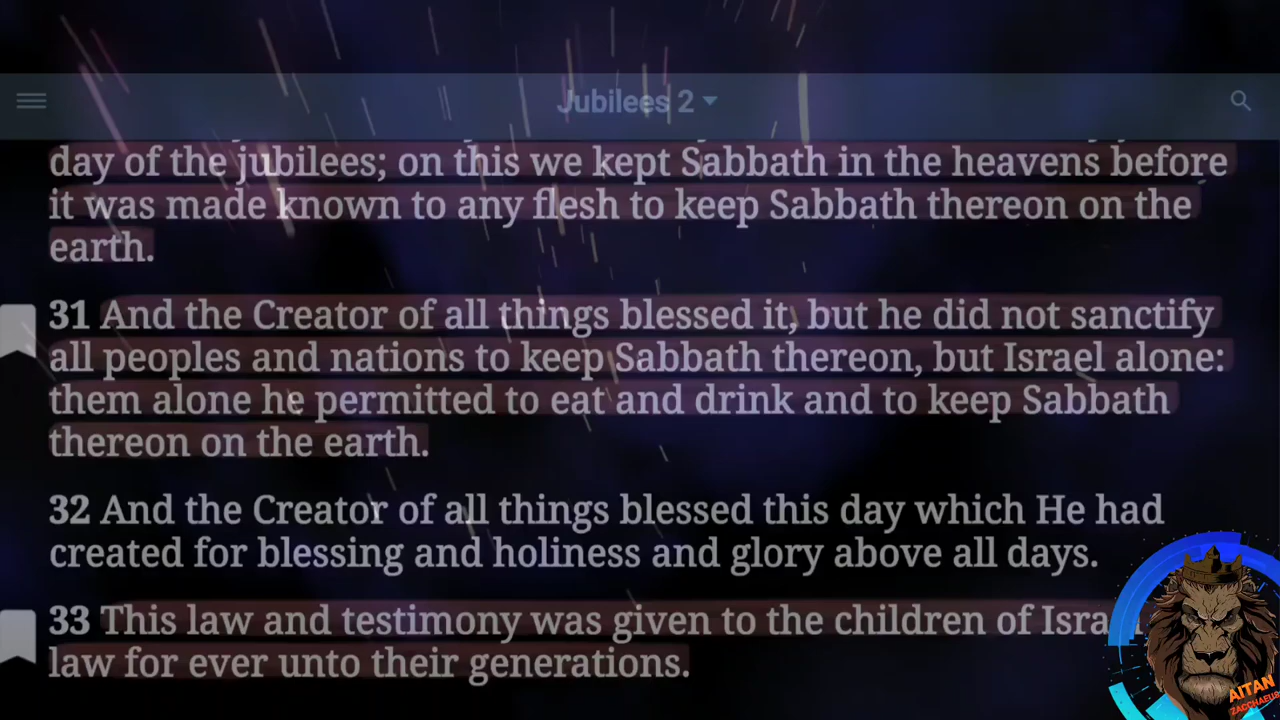 Jubilees 2
day of the jubilees; on this we kept Sabbath in the heavens before
it was made known to any flesh to keep Sabbath thereon on the
earth.
31 And the Creator of all things blessed it, but he did not sanctify
all peoples and nations to keep Sabbath thereon, but Israel alone:
them alone he permitted to eat and drink and to keep Sabbath
thereon on the earth.
32 And the Creator of all things blessed this day which He had
created for blessing and holiness and glory above all days.
33 This law and testimony was given to the children of
law for ever unto their generations.
AITAN
ZACCHAEUS